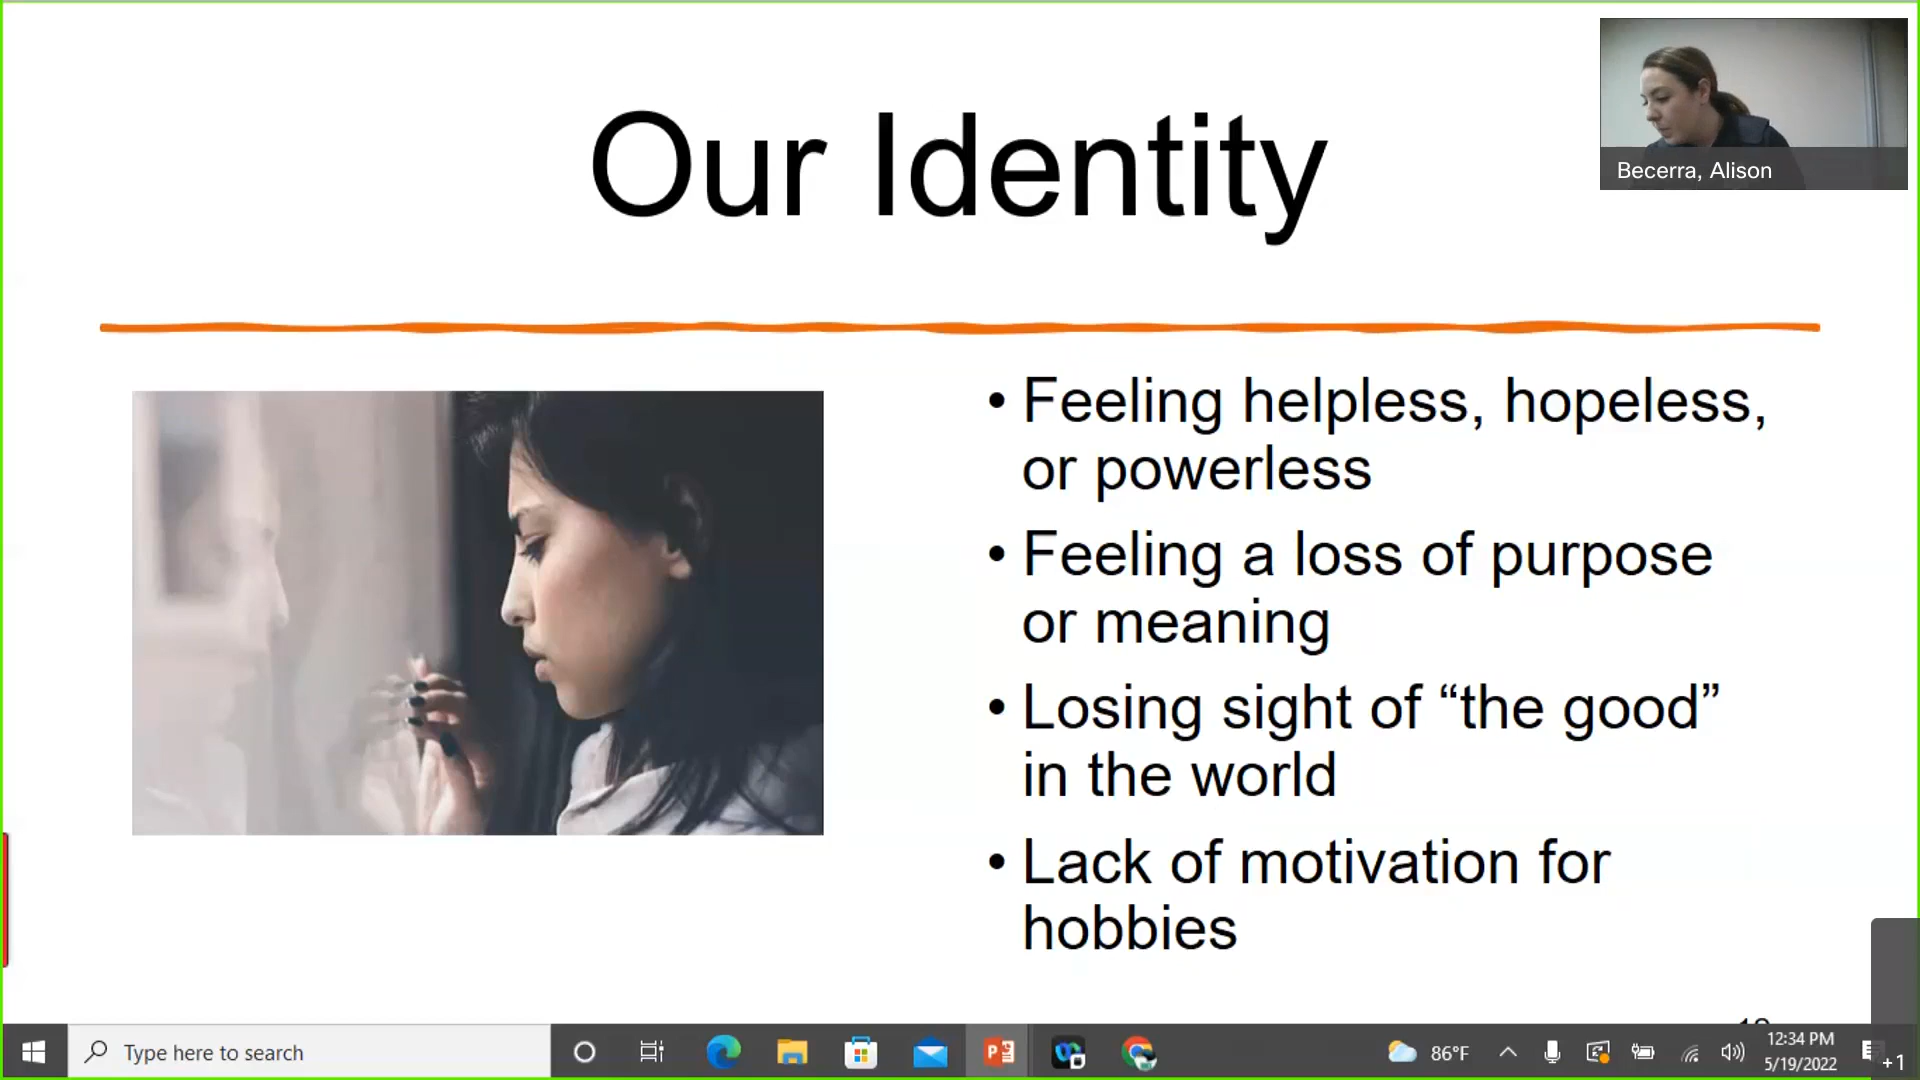 Our Identity
Becerra, Alison
• Feeling helpless, hopeless,
or powerless
• Feeling a loss of purpose
or meaning
• Losing sight of “the good”
in the world
• Lack of motivation for
hobbies
Type here to search
86°F
12:34 PM
5/19/2022
+1